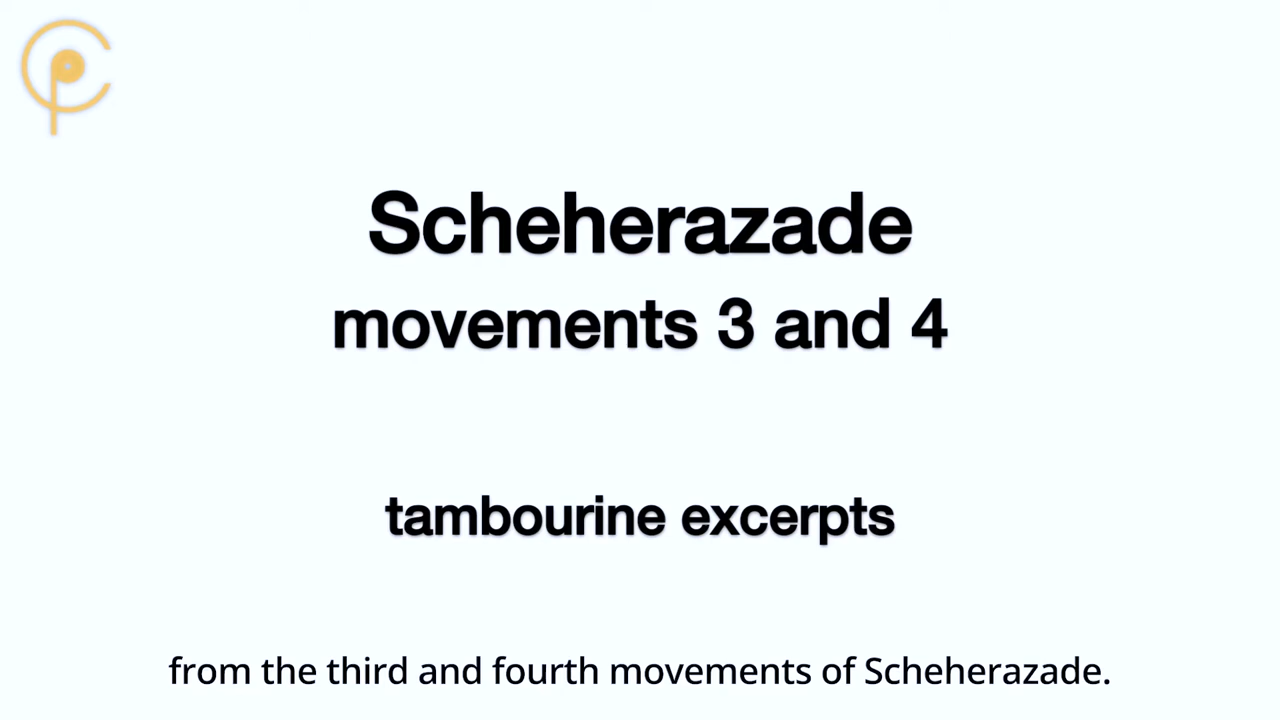 Scheherazade
movements 3 and 4
tambourine excerpts
from the third and fourth movements of Scheherazade.